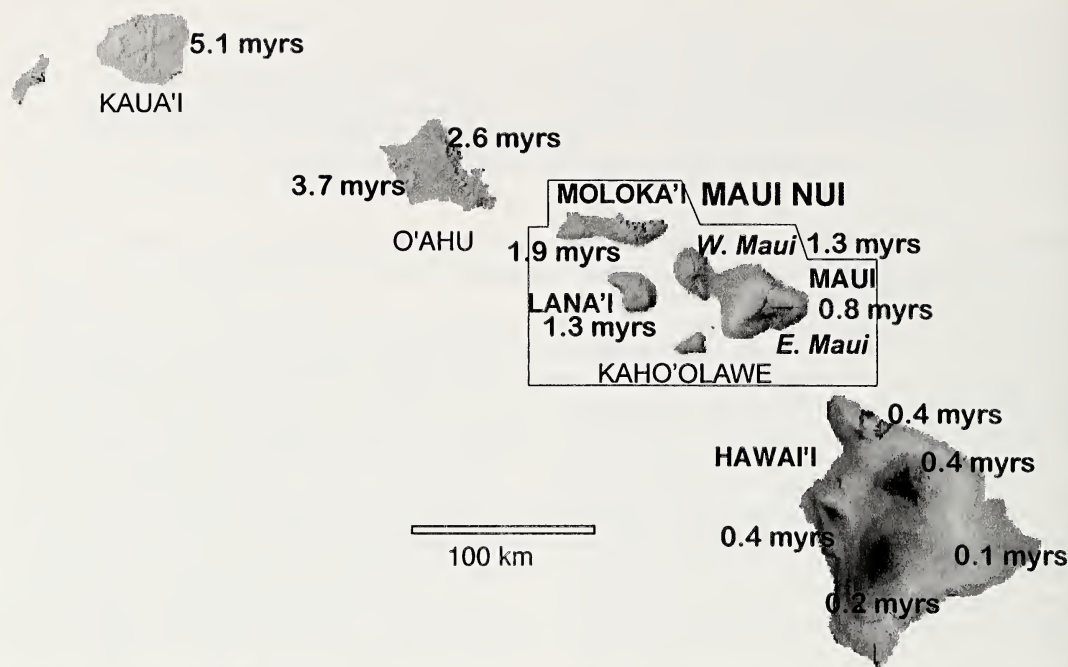 5.1 myrs
KAUA'I
2.6 myrs
3.7 myrs
O'AHU
MOLOKA'I MAUI NUI
1.9 myrs
W. Maui 1.3 myrs
MAUI
LANA'I
0.8 myrs
1.3 myrs
E. Maui
KAHO'OLAWE
0.4 myrs
HAWAI'I
0.4 myrs
0.4 myrs
0.1 myrs
0.2 myrs
100 km